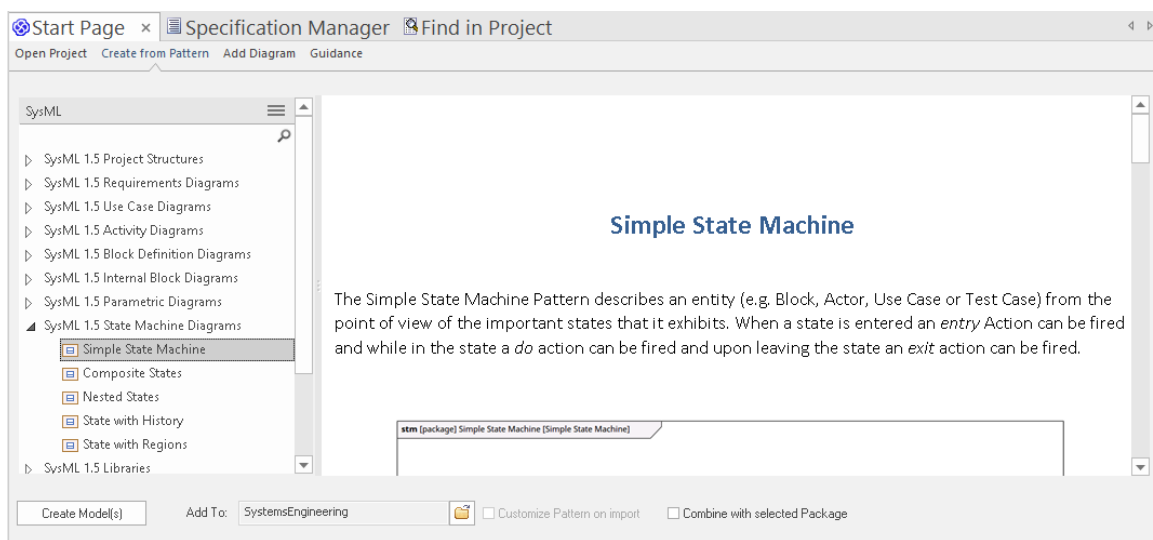 Start Page × Specification Manager Find in Project
Open Project Create from Pattern Add Diagram Guidance
SysML
SysML 1.5 Project Structures
SysML 1.5 Requirements Diagrams
SysML 1.5 Use Case Diagrams
SysML 1.5 Activity Diagrams
SysML 1.5 Block Definition Diagrams
SysML 1.5 Internal Block Diagrams
SysML 1.5 Parametric Diagrams
SysML 1.5 State Machine Diagrams
Simple State Machine
Composite States
Nested States
State with History
State with Regions
SysML 1.5 Libraries
Simple State Machine
The Simple State Machine Pattern describes an entity (e.g. Block, Actor, Use Case or Test Case) from the
point of view of the important states that it exhibits. When a state is entered an entry Action can be fired
and while in the state a do action can be fired and upon leaving the state an exit action can be fired.
stm [package] Simple State Machine [Simple State Machine]
Create Model(s) Add To: SystemsEngineering Customize Pattern on import Combine with selected Package